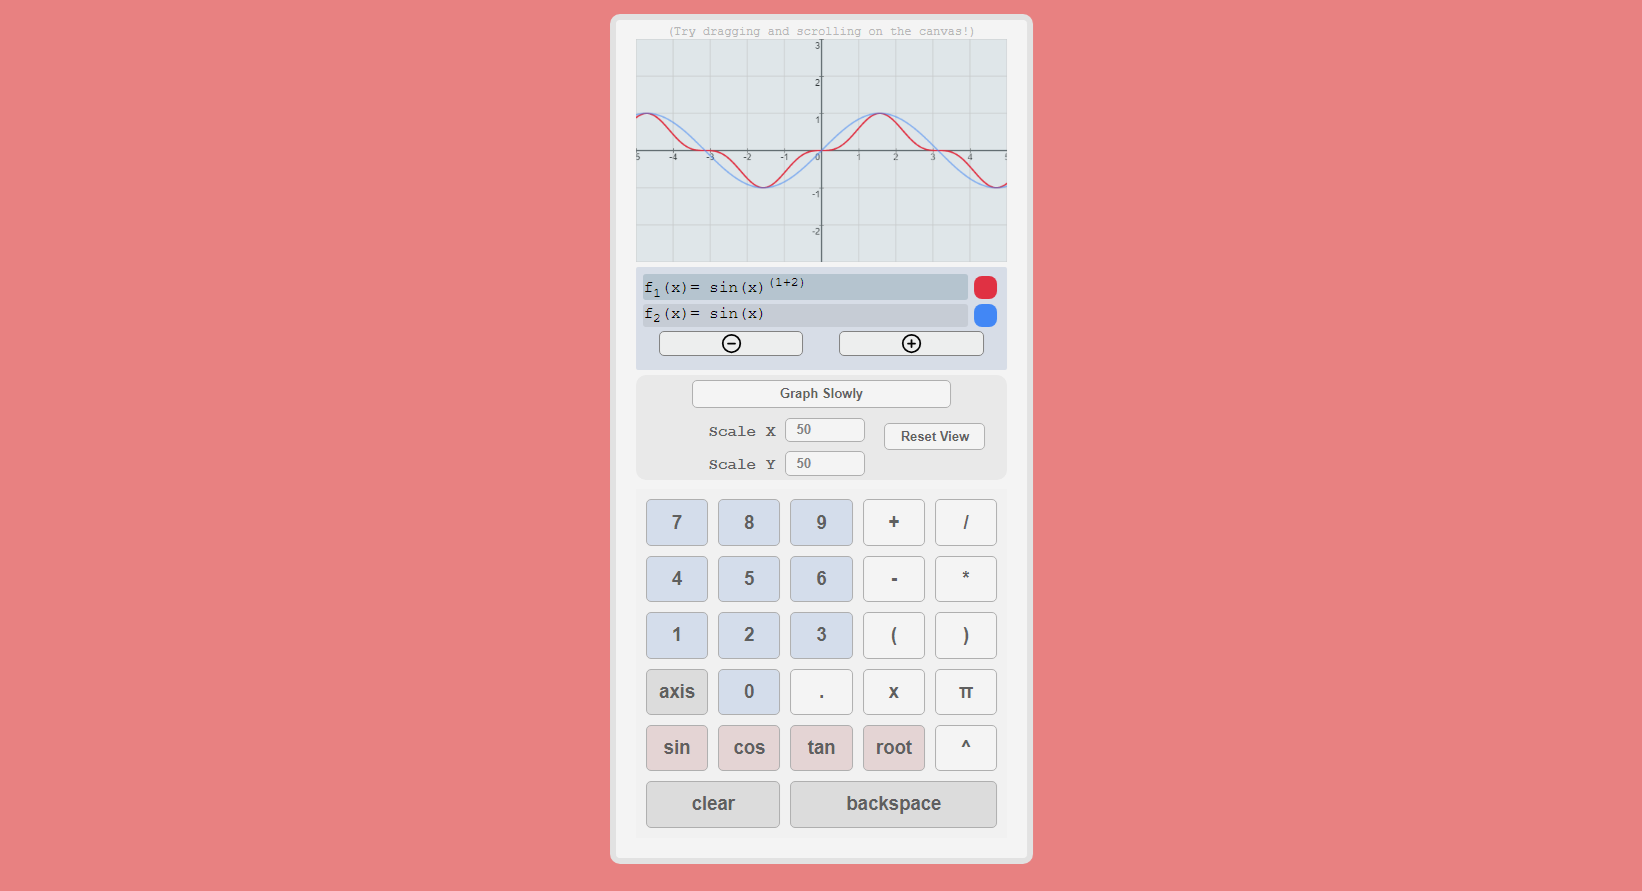 (Try dragging and scrolling on the canvas!)
3
2
1
5 -4 -3 -2 -1 0 1 2 3 4 5
-1
-2
f₁(x)= sin(x)⁽¹⁺²⁾
f₂(x)= sin(x)
Graph Slowly
Scale X 50
Reset View
Scale Y 50
7 8 9 + /
4 5 6 - *
1 2 3 ( )
axis 0 . x π
sin cos tan root ^
clear backspace